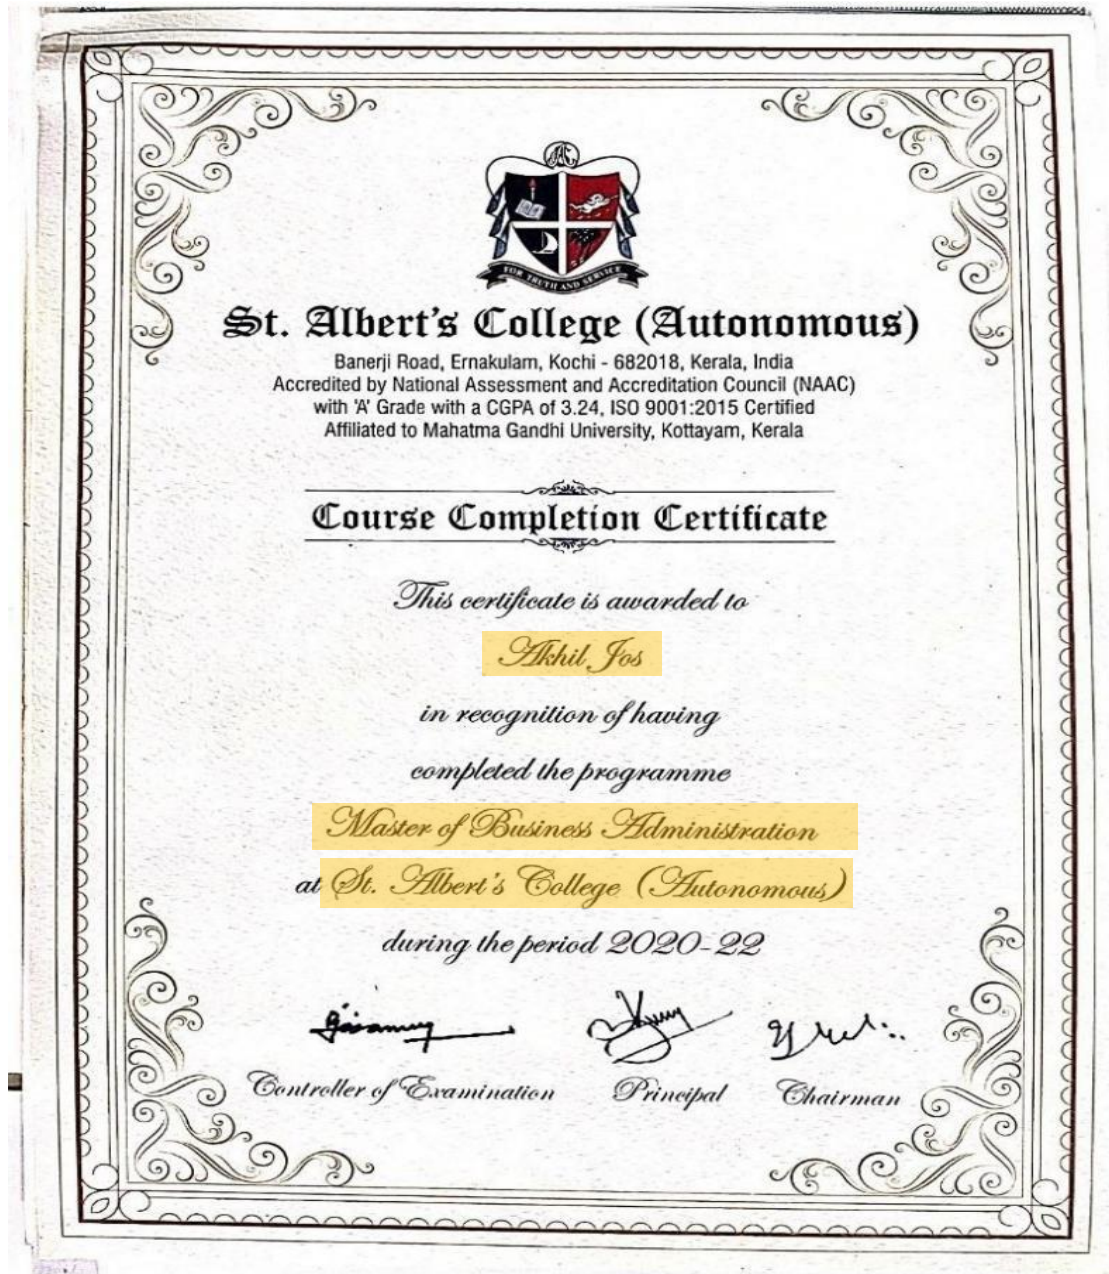 FOR TRUTH AND SERVICE
St. Albert's College (Autonomous)
Banerji Road, Ernakulam, Kochi - 682018, Kerala, India
Accredited by National Assessment and Accreditation Council (NAAC)
with 'A' Grade with a CGPA of 3.24, ISO 9001:2015 Certified
Affiliated to Mahatma Gandhi University, Kottayam, Kerala
Course Completion Certificate
This certificate is awarded to
Akhil Jos
in recognition of having
completed the programme
Master of Business Administration
at St. Albert's College (Autonomous)
during the period 2020-22
Controller of Examination Principal Chairman